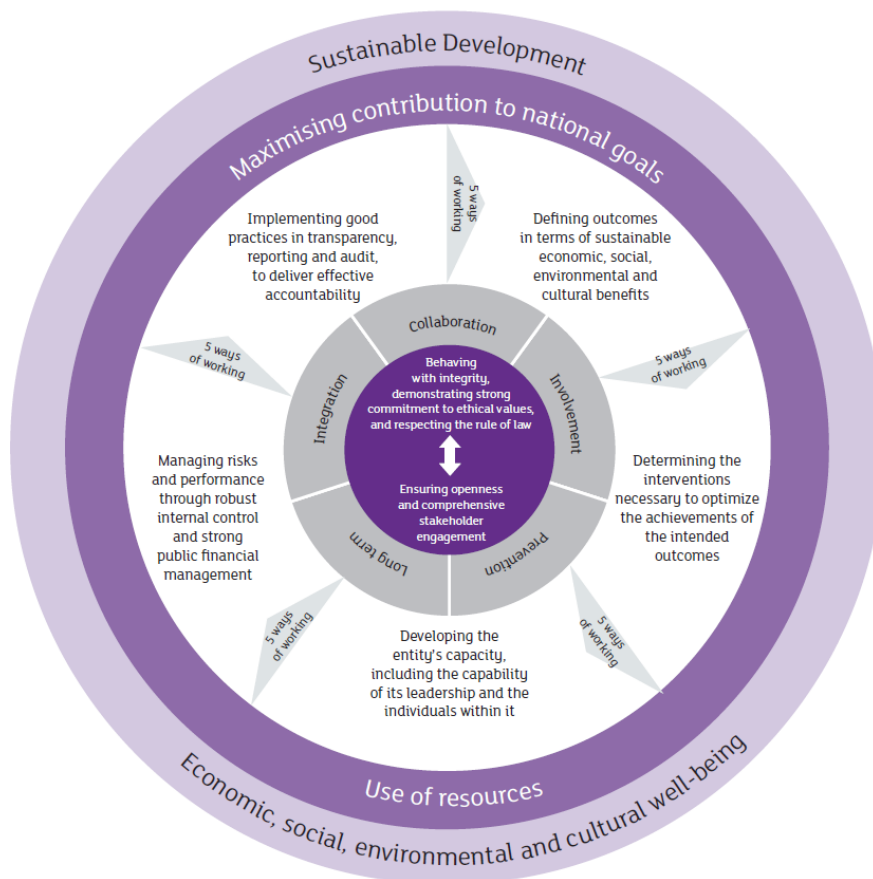 Sustainable Development
Maximising contribution to national goals
5 ways
of working
Implementing good
practices in transparency,
reporting and audit,
to deliver effective
accountability
Defining outcomes
in terms of sustainable
economic, social,
environmental and
cultural benefits
Collaboration
5 ways
of working
5 ways
of working
Integration
Involvement
Behaving
with integrity,
demonstrating strong
commitment to ethical values,
and respecting the rule of law
Managing risks
and performance
through robust
internal control
and strong
public financial
management
Ensuring openness
and comprehensive
stakeholder
engagement
Determining the
interventions
necessary to optimize
the achievements of
the intended
outcomes
Long term
Prevention
5 ways
of working
5 ways
of working
Developing the
entity's capacity,
including the capability
of its leadership and the
individuals within it
Use of resources
Economic, social, environmental and cultural well-being